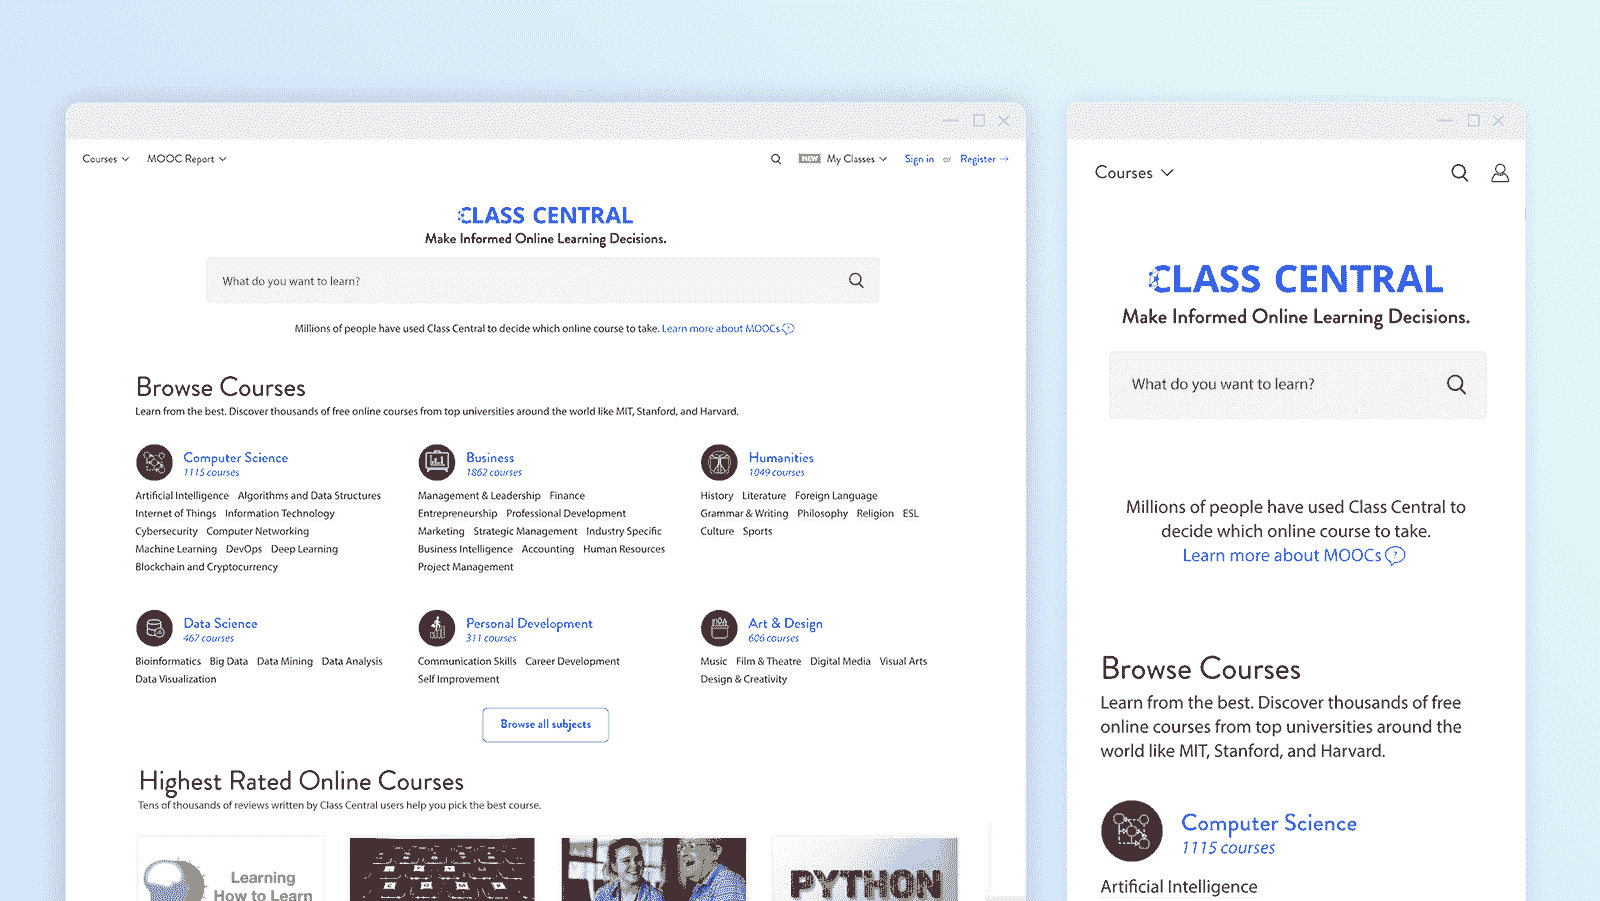 Courses
MOOC Report
NEW
My Classes
Sign in or Register →
CLASS CENTRAL
Make Informed Online Learning Decisions.
What do you want to learn?
Millions of people have used Class Central to decide which online course to take. Learn more about MOOCs ?
Browse Courses
Learn from the best. Discover thousands of free online courses from top universities around the world like MIT, Stanford, and Harvard.
Computer Science
1115 courses
Artificial Intelligence Algorithms and Data Structures
Internet of Things Information Technology
Cybersecurity Computer Networking
Machine Learning DevOps Deep Learning
Blockchain and Cryptocurrency
Business
1862 courses
Management & Leadership Finance
Entrepreneurship Professional Development
Marketing Strategic Management Industry Specific
Business Intelligence Accounting Human Resources
Project Management
Humanities
1049 courses
History Literature Foreign Language
Grammar & Writing Philosophy Religion ESL
Culture Sports
Data Science
467 courses
Bioinformatics Big Data Data Mining Data Analysis
Data Visualization
Personal Development
311 courses
Communication Skills Career Development
Self Improvement
Art & Design
606 courses
Music Film & Theatre Digital Media Visual Arts
Design & Creativity
Browse all subjects
Highest Rated Online Courses
Tens of thousands of reviews written by Class Central users help you pick the best course.
Learning
How to Learn
PYTHON
Courses
CLASS CENTRAL
Make Informed Online Learning Decisions.
What do you want to learn?
Millions of people have used Class Central to
decide which online course to take.
Learn more about MOOCs ?
Browse Courses
Learn from the best. Discover thousands of free
online courses from top universities around the
world like MIT, Stanford, and Harvard.
Computer Science
1115 courses
Artificial Intelligence